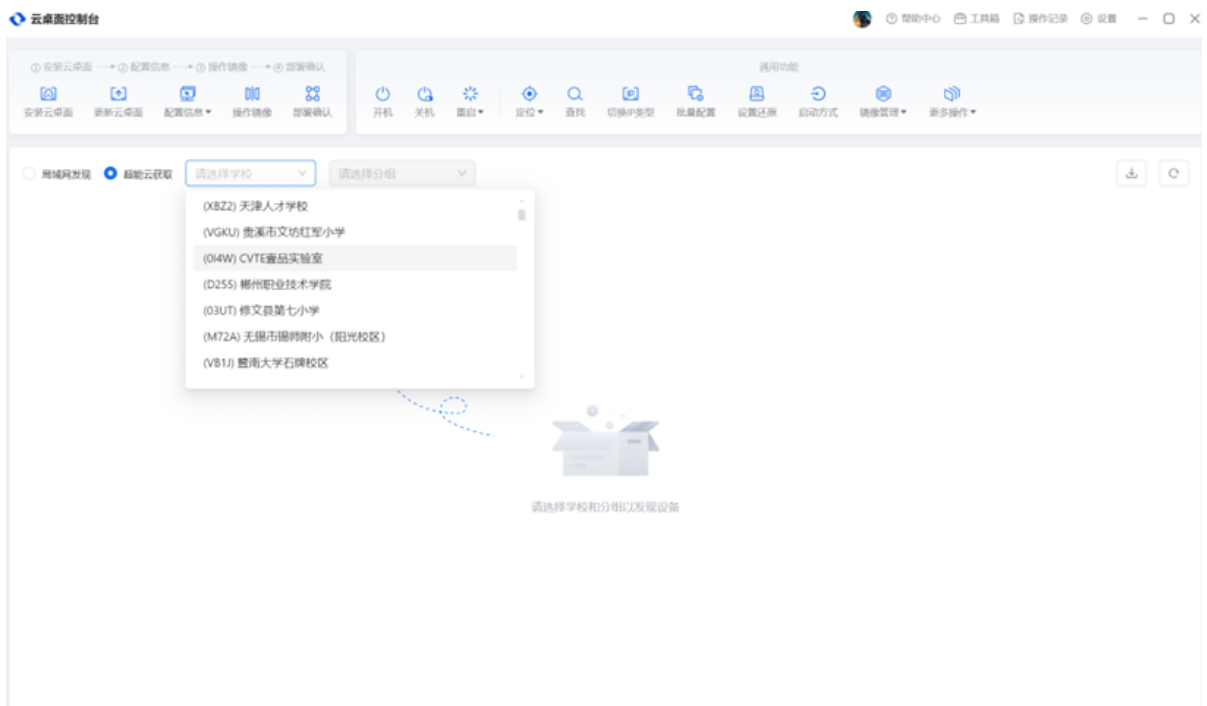 云桌面控制台
帮助中心 工具箱 操作记录 设置
① 安装云桌面 ② 配置信息 ③ 操作镜像 ④ 部署确认
通用功能
安装云桌面 更新云桌面 配置信息 操作镜像 部署确认 开机 关机 重启 定位 查找 切换IP类型 批量配置 设置还原 启动方式 镜像管理 更多操作
局域网发现 超能云获取 请选择学校 请选择分组
(XBZ2) 天津人才学校
(VGKU) 贵溪市文坊红军小学
(0I4W) CVTE壹品实验室
(D255) 郴州职业技术学院
(03UT) 修文县第七小学
(M72A) 无锡市锡师附小（阳光校区）
(VB1J) 暨南大学石牌校区
请选择学校和分组以发现设备